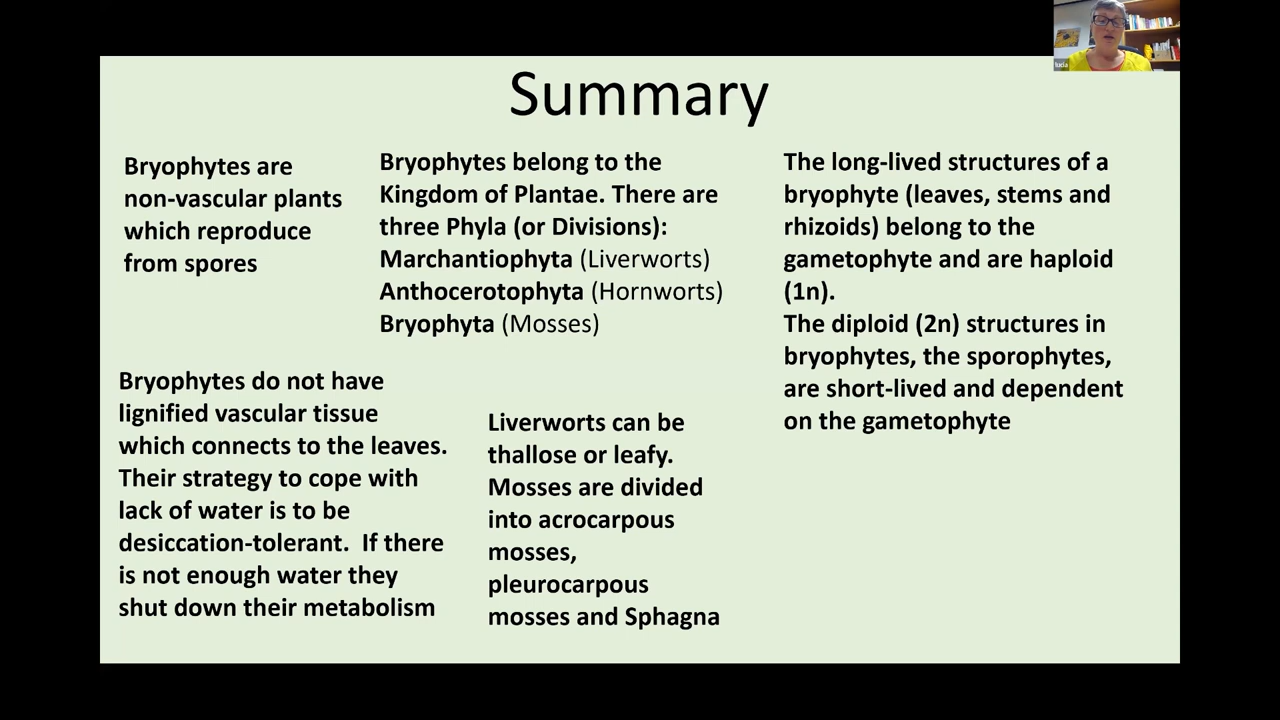 Summary
Bryophytes are
non-vascular plants
which reproduce
from spores
Bryophytes belong to the
Kingdom of Plantae. There are
three Phyla (or Divisions):
Marchantiophyta (Liverworts)
Anthocerotophyta (Hornworts)
Bryophyta (Mosses)
The long-lived structures of a
bryophyte (leaves, stems and
rhizoids) belong to the
gametophyte and are haploid
(1n).
The diploid (2n) structures in
bryophytes, the sporophytes,
are short-lived and dependent
on the gametophyte
Bryophytes do not have
lignified vascular tissue
which connects to the leaves.
Their strategy to cope with
lack of water is to be
desiccation-tolerant. If there
is not enough water they
shut down their metabolism
Liverworts can be
thallose or leafy.
Mosses are divided
into acrocarpous
mosses,
pleurocarpous
mosses and Sphagna